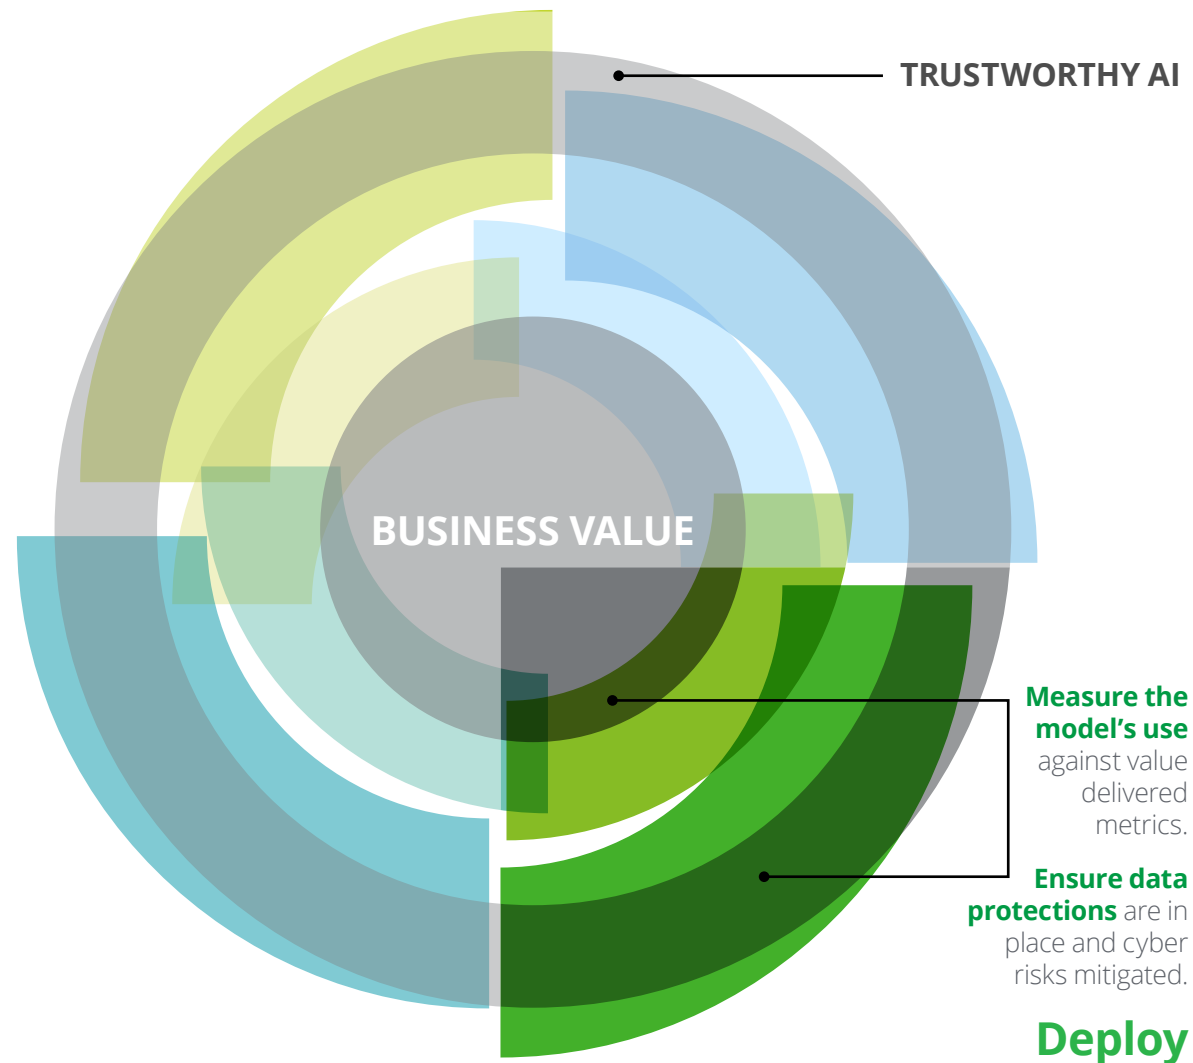 TRUSTWORTHY AI
BUSINESS VALUE
Measure the
model’s use
against value
delivered
metrics.
Ensure data
protections are in
place and cyber
risks mitigated.
Deploy